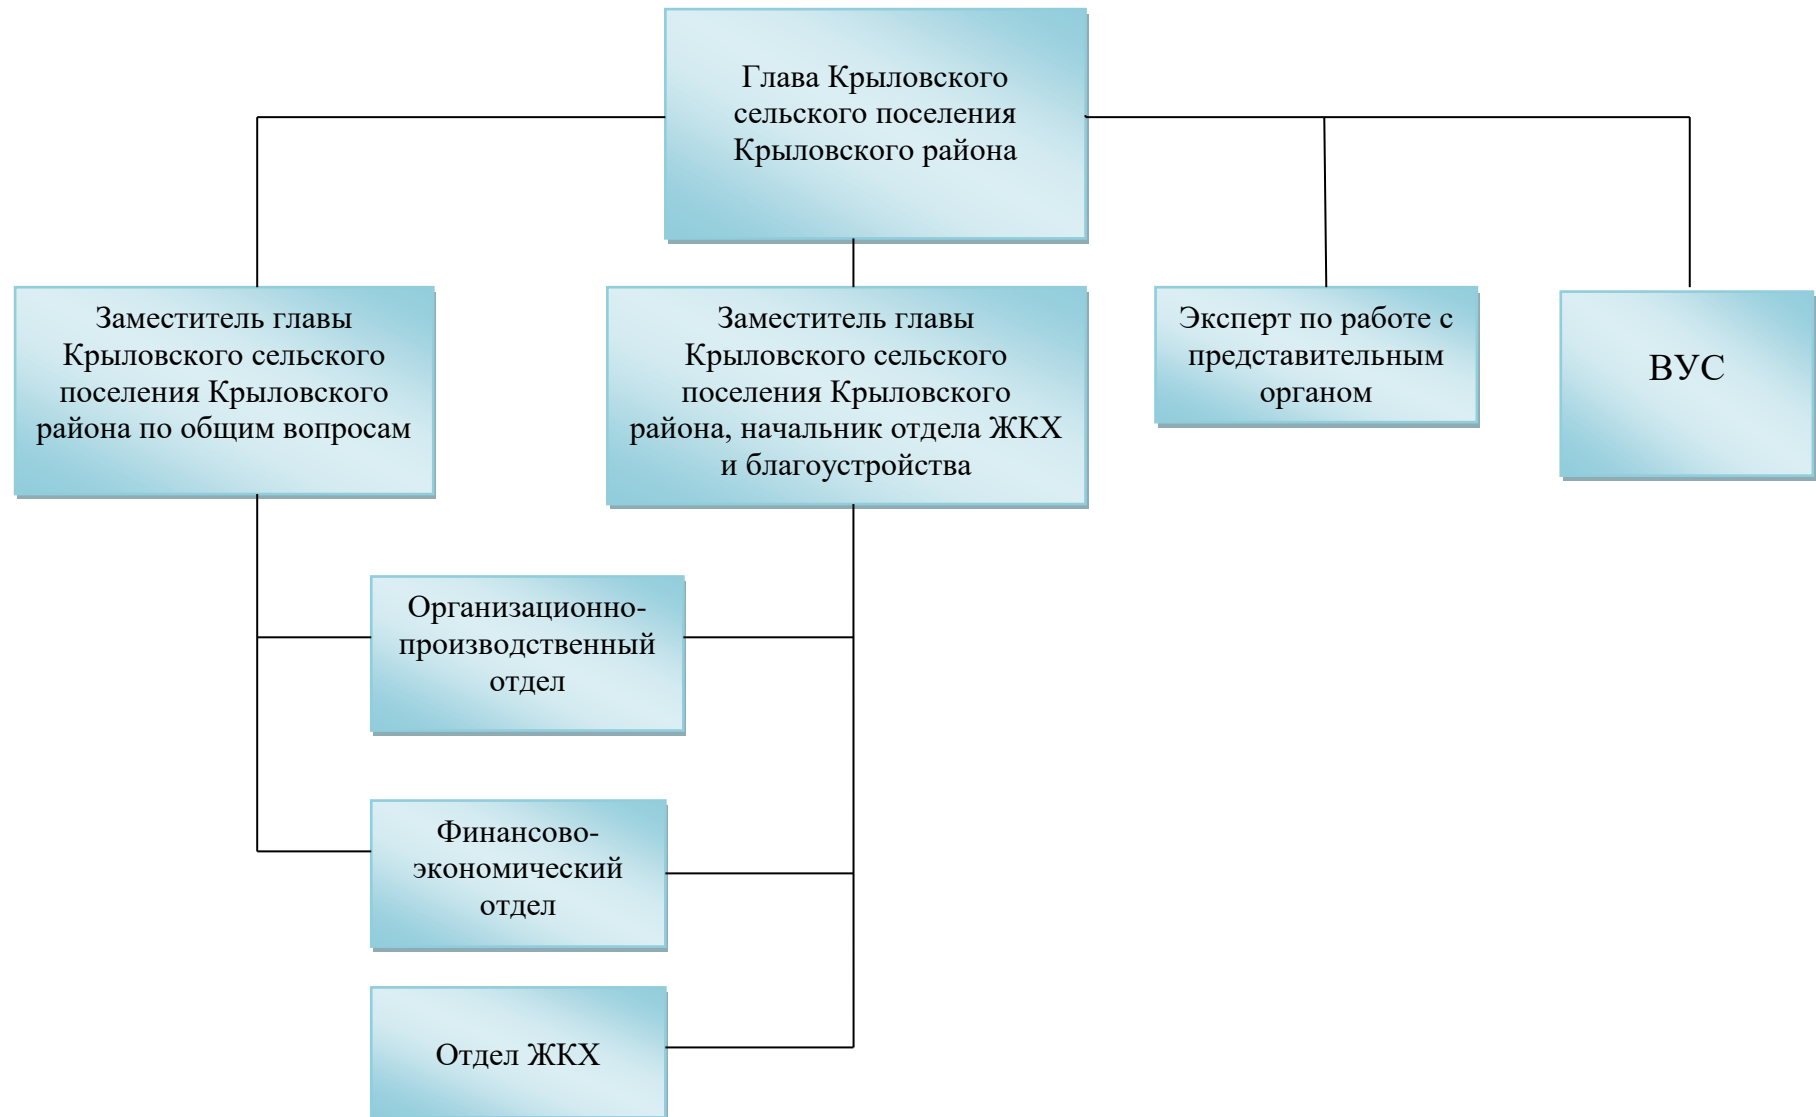 Глава Крыловского
сельского поселения
Крыловского района
Заместитель главы
Крыловского сельского
поселения Крыловского
района по общим вопросам
Заместитель главы
Крыловского сельского
поселения Крыловского
района, начальник отдела ЖКХ
и благоустройства
Эксперт по работе с
представительным
органом
ВУС
Организационно-
производственный
отдел
Финансово-
экономический
отдел
Отдел ЖКХ